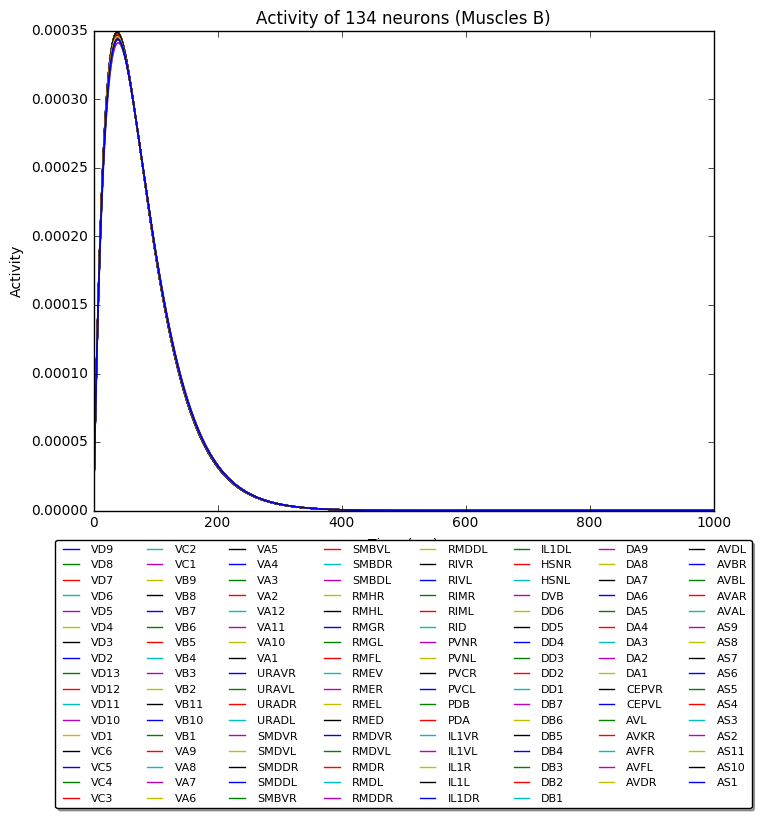 Activity of 134 neurons (Muscles B)
0.00035
0.00030
0.00025
0.00020
0.00015
0.00010
0.00005
0.00000
Activity
0 200 400 600 800 1000
VD9 VC2 VA5 SMBVL RMDDL IL1DL DA9 AVDL
VD8 VC1 VA4 SMBDR RIVR HSNR DA8 AVBR
VD7 VB9 VA3 SMBDL RIVL HSNL DA7 AVBL
VD6 VB8 VA2 RMHR RIMR DVB DA6 AVAR
VD5 VB7 VA12 RMHL RIML DD6 DA5 AVAL
VD4 VB6 VA11 RMGR RID DD5 DA4 AS9
VD3 VB5 VA10 RMGL PVNR DD4 DA3 AS8
VD2 VB4 VA1 RMFL PVNL DD3 DA2 AS7
VD13 VB3 URAVR RMEV PVCR DD2 DA1 AS6
VD12 VB2 URAVL RMER PVCL DD1 CEPVR AS5
VD11 VB11 URADR RMEL PDB DB7 CEPVL AS4
VD10 VB10 URADL RMED PDA DB6 AVL AS3
VD1 VB1 SMDVR RMDVR IL1VR DB5 AVKR AS2
VC6 VA9 SMDVL RMDVL IL1VL DB4 AVFR AS11
VC5 VA8 SMDDR RMDR IL1R DB3 AVFL AS10
VC4 VA7 SMDDL RMDL IL1L DB2 AVDR AS1
VC3 VA6 SMBVR RMDDR IL1DR DB1